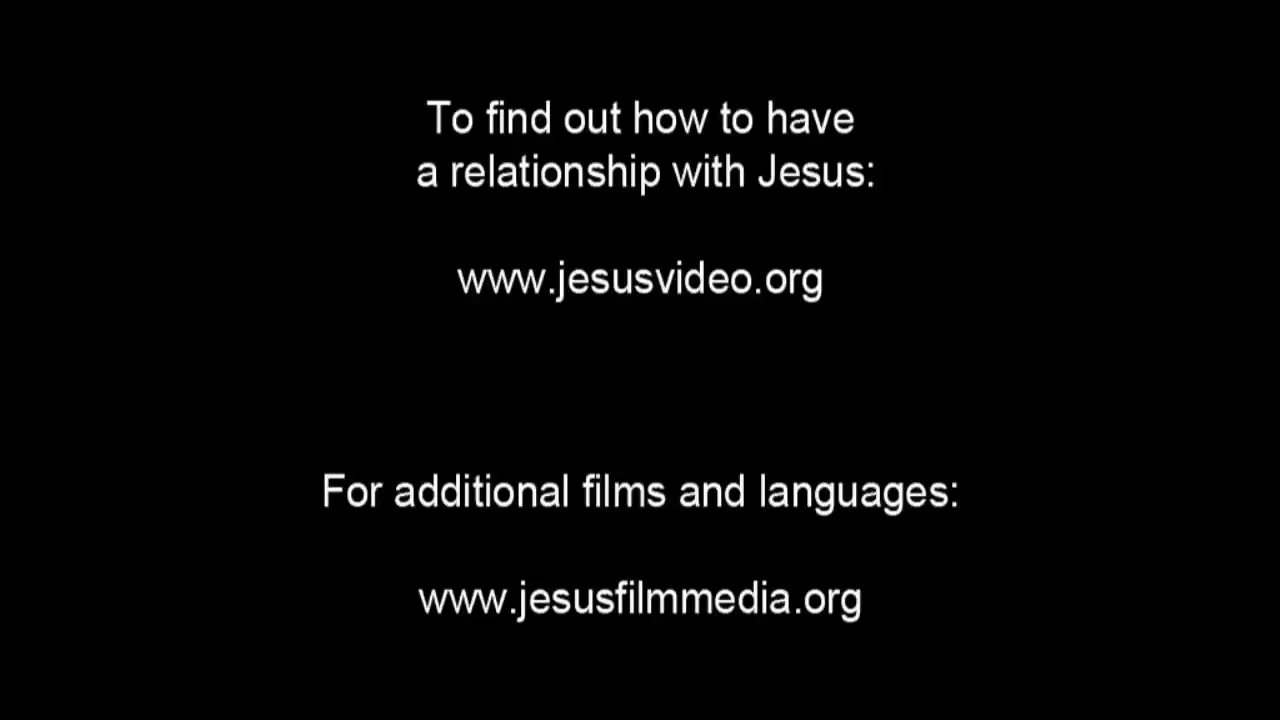 To find out how to have
a relationship with Jesus:
www.jesusvideo.org
For additional films and languages:
www.jesusfilmmedia.org